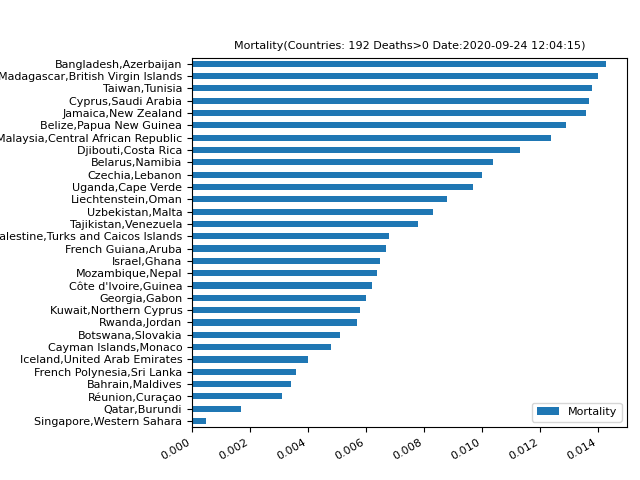 Mortality(Countries: 192 Deaths>0 Date:2020-09-24 12:04:15)
Bangladesh,Azerbaijan
Madagascar,British Virgin Islands
Taiwan,Tunisia
Cyprus,Saudi Arabia
Jamaica,New Zealand
Belize,Papua New Guinea
Malaysia,Central African Republic
Djibouti,Costa Rica
Belarus,Namibia
Czechia,Lebanon
Uganda,Cape Verde
Liechtenstein,Oman
Uzbekistan,Malta
Tajikistan,Venezuela
alestine,Turks and Caicos Islands
French Guiana,Aruba
Israel,Ghana
Mozambique,Nepal
Côte d'Ivoire,Guinea
Georgia,Gabon
Kuwait,Northern Cyprus
Rwanda,Jordan
Botswana,Slovakia
Cayman Islands,Monaco
Iceland,United Arab Emirates
French Polynesia,Sri Lanka
Bahrain,Maldives
Réunion,Curaçao
Qatar,Burundi
Singapore,Western Sahara
Mortality
0.000 0.002 0.004 0.006 0.008 0.010 0.012 0.014